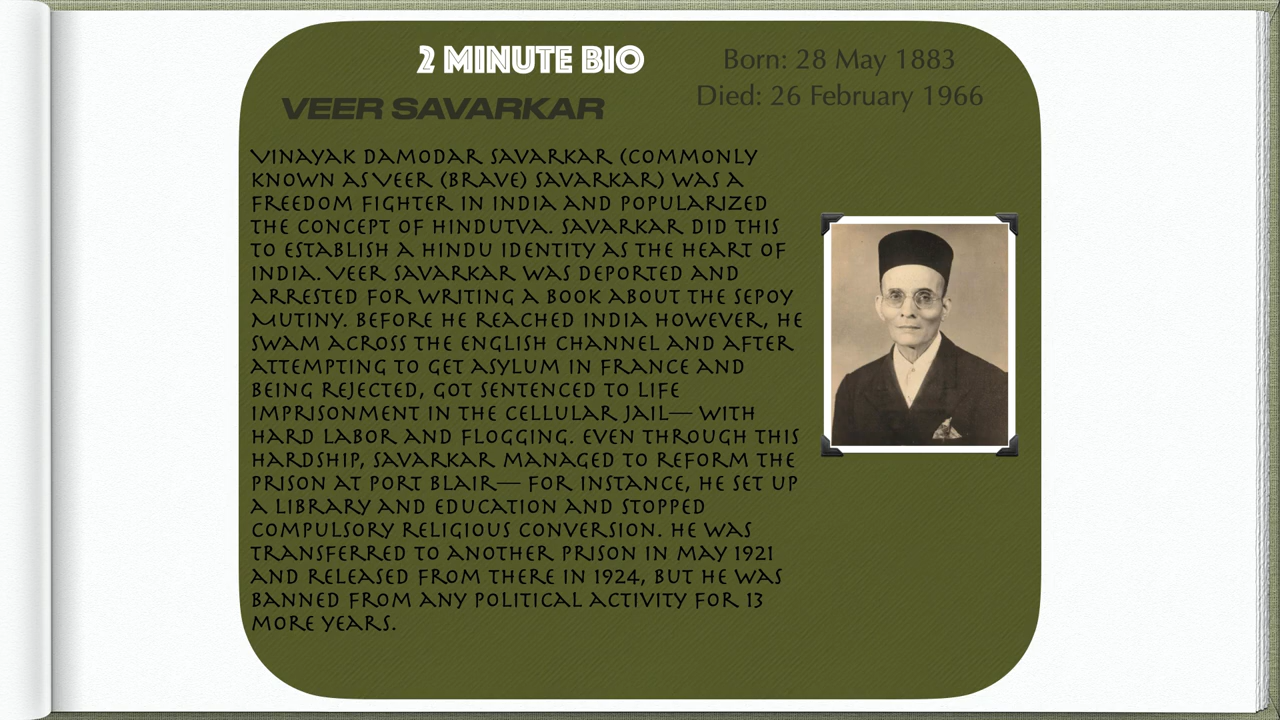 2 MINUTE BIO
VEER SAVARKAR
Born: 28 May 1883
Died: 26 February 1966
VINAYAK DAMODAR SAVARKAR (COMMONLY
KNOWN AS VEER (BRAVE) SAVARKAR) WAS A
FREEDOM FIGHTER IN INDIA AND POPULARIZED
THE CONCEPT OF HINDUTVA. SAVARKAR DID THIS
TO ESTABLISH A HINDU IDENTITY AS THE HEART OF
INDIA. VEER SAVARKAR WAS DEPORTED AND
ARRESTED FOR WRITING A BOOK ABOUT THE SEPOY
MUTINY. BEFORE HE REACHED INDIA HOWEVER, HE
SWAM ACROSS THE ENGLISH CHANNEL AND AFTER
ATTEMPTING TO GET ASYLUM IN FRANCE AND
BEING REJECTED, GOT SENTENCED TO LIFE
IMPRISONMENT IN THE CELLULAR JAIL— WITH
HARD LABOR AND FLOGGING. EVEN THROUGH THIS
HARDSHIP, SAVARKAR MANAGED TO REFORM THE
PRISON AT PORT BLAIR— FOR INSTANCE, HE SET UP
A LIBRARY AND EDUCATION AND STOPPED
COMPULSORY RELIGIOUS CONVERSION. HE WAS
TRANSFERRED TO ANOTHER PRISON IN MAY 1921
AND RELEASED FROM THERE IN 1924, BUT HE WAS
BANNED FROM ANY POLITICAL ACTIVITY FOR 13
MORE YEARS.